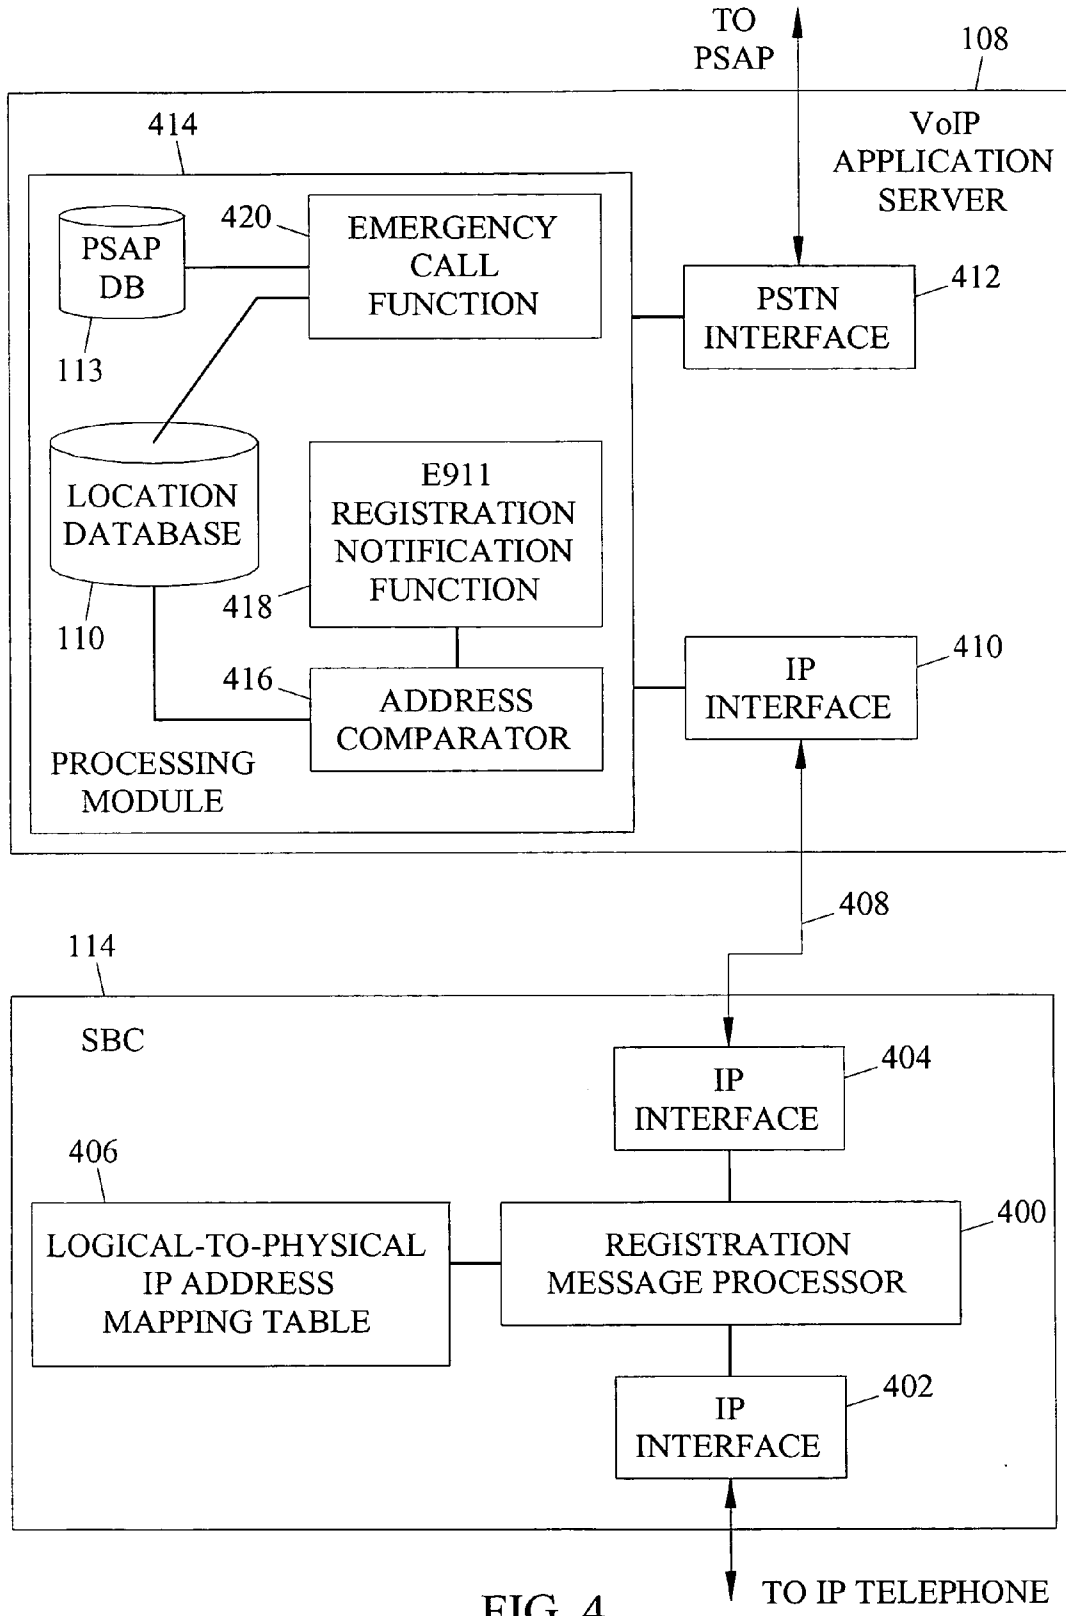 TO
PSAP
108
VoIP
APPLICATION
SERVER
414
PSAP
DB
113
420
EMERGENCY
CALL
FUNCTION
PSTN
INTERFACE
412
LOCATION
DATABASE
110
E911
REGISTRATION
NOTIFICATION
FUNCTION
418
416
ADDRESS
COMPARATOR
IP
INTERFACE
410
PROCESSING
MODULE
408
114
SBC
IP
INTERFACE
404
406
LOGICAL-TO-PHYSICAL
IP ADDRESS
MAPPING TABLE
REGISTRATION
MESSAGE PROCESSOR
400
IP
INTERFACE
402
TO IP TELEPHONE
FIG. 4